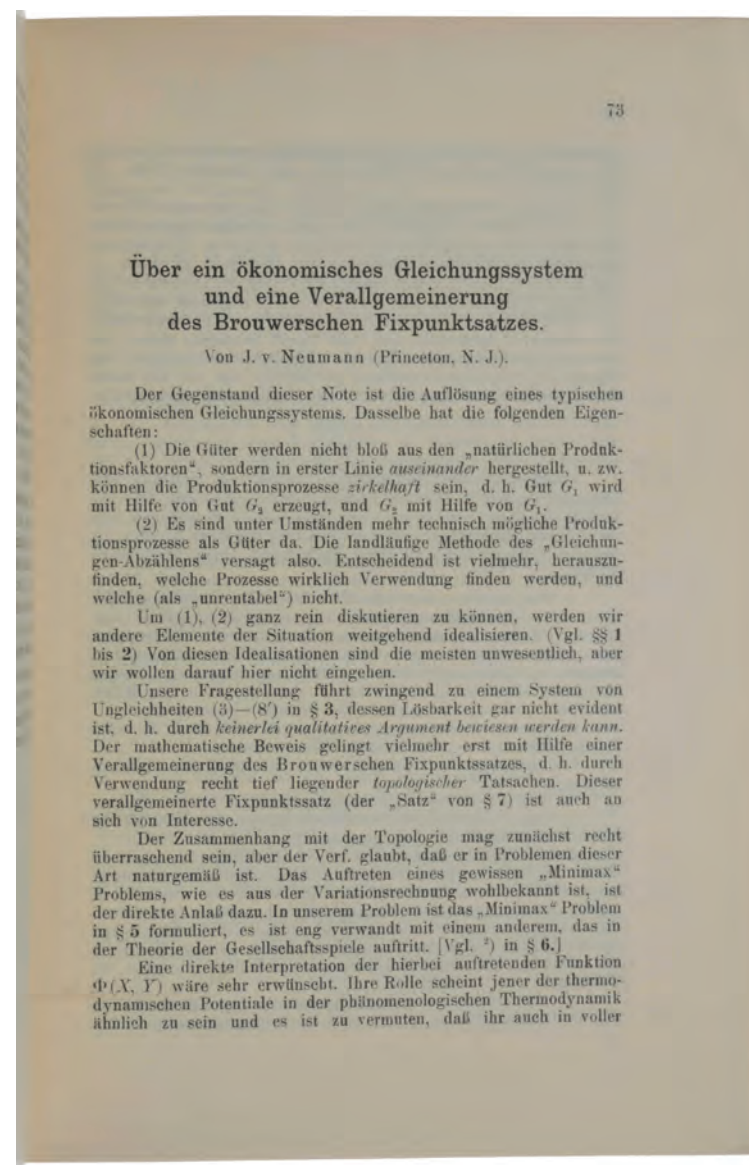 73
Über ein ökonomisches Gleichungssystem
und eine Verallgemeinerung
des Brouwerschen Fixpunktsatzes.
Von J. v. Neumann (Princeton, N. J.).
Der Gegenstand dieser Note ist die Auflösung eines typischen
ökonomischen Gleichungssystems. Dasselbe hat die folgenden Eigen-
schaften:
(1) Die Güter werden nicht bloß aus den „natürlichen Produk-
tionsfaktoren“, sondern in erster Linie auseinander hergestellt, u. zw.
können die Produktionsprozesse zirkelhaft sein, d. h. Gut G₁ wird
mit Hilfe von Gut G₂ erzeugt, und G₂ mit Hilfe von G₁.
(2) Es sind unter Umständen mehr technisch mögliche Produk-
tionsprozesse als Güter da. Die landläufige Methode des „Gleichun-
gen-Abzählens“ versagt also. Entscheidend ist vielmehr, herauszu-
finden, welche Prozesse wirklich Verwendung finden werden, und
welche (als „unrentabel“) nicht.
Um (1), (2) ganz rein diskutieren zu können, werden wir
andere Elemente der Situation weitgehend idealisieren. (Vgl. §§ 1
bis 2) Von diesen Idealisationen sind die meisten unwesentlich, aber
wir wollen darauf hier nicht eingehen.
Unsere Fragestellung führt zwingend zu einem System von
Ungleichheiten (3)—(8′) in § 3, dessen Lösbarkeit gar nicht evident
ist, d. h. durch keinerlei qualitatives Argument bewiesen werden kann.
Der mathematische Beweis gelingt vielmehr erst mit Hilfe einer
Verallgemeinerung des Brouwerschen Fixpunktssatzes, d. h. durch
Verwendung recht tief liegender topologischer Tatsachen. Dieser
verallgemeinerte Fixpunktssatz (der „Satz“ von § 7) ist auch an
sich von Interesse.
Der Zusammenhang mit der Topologie mag zunächst recht
überraschend sein, aber der Verf. glaubt, daß er in Problemen dieser
Art naturgemäß ist. Das Auftreten eines gewissen „Minimax“
Problems, wie es aus der Variationsrechnung wohlbekannt ist, ist
der direkte Anlaß dazu. In unserem Problem ist das „Minimax“ Problem
in § 5 formuliert, es ist eng verwandt mit einem anderem, das in
der Theorie der Gesellschaftsspiele auftritt. [Vgl. ²) in § 6.]
Eine direkte Interpretation der hierbei auftretenden Funktion
Φ(X, Y) wäre sehr erwünscht. Ihre Rolle scheint jener der thermo-
dynamischen Potentiale in der phänomenologischen Thermodynamik
ähnlich zu sein und es ist zu vermuten, daß ihr auch in voller